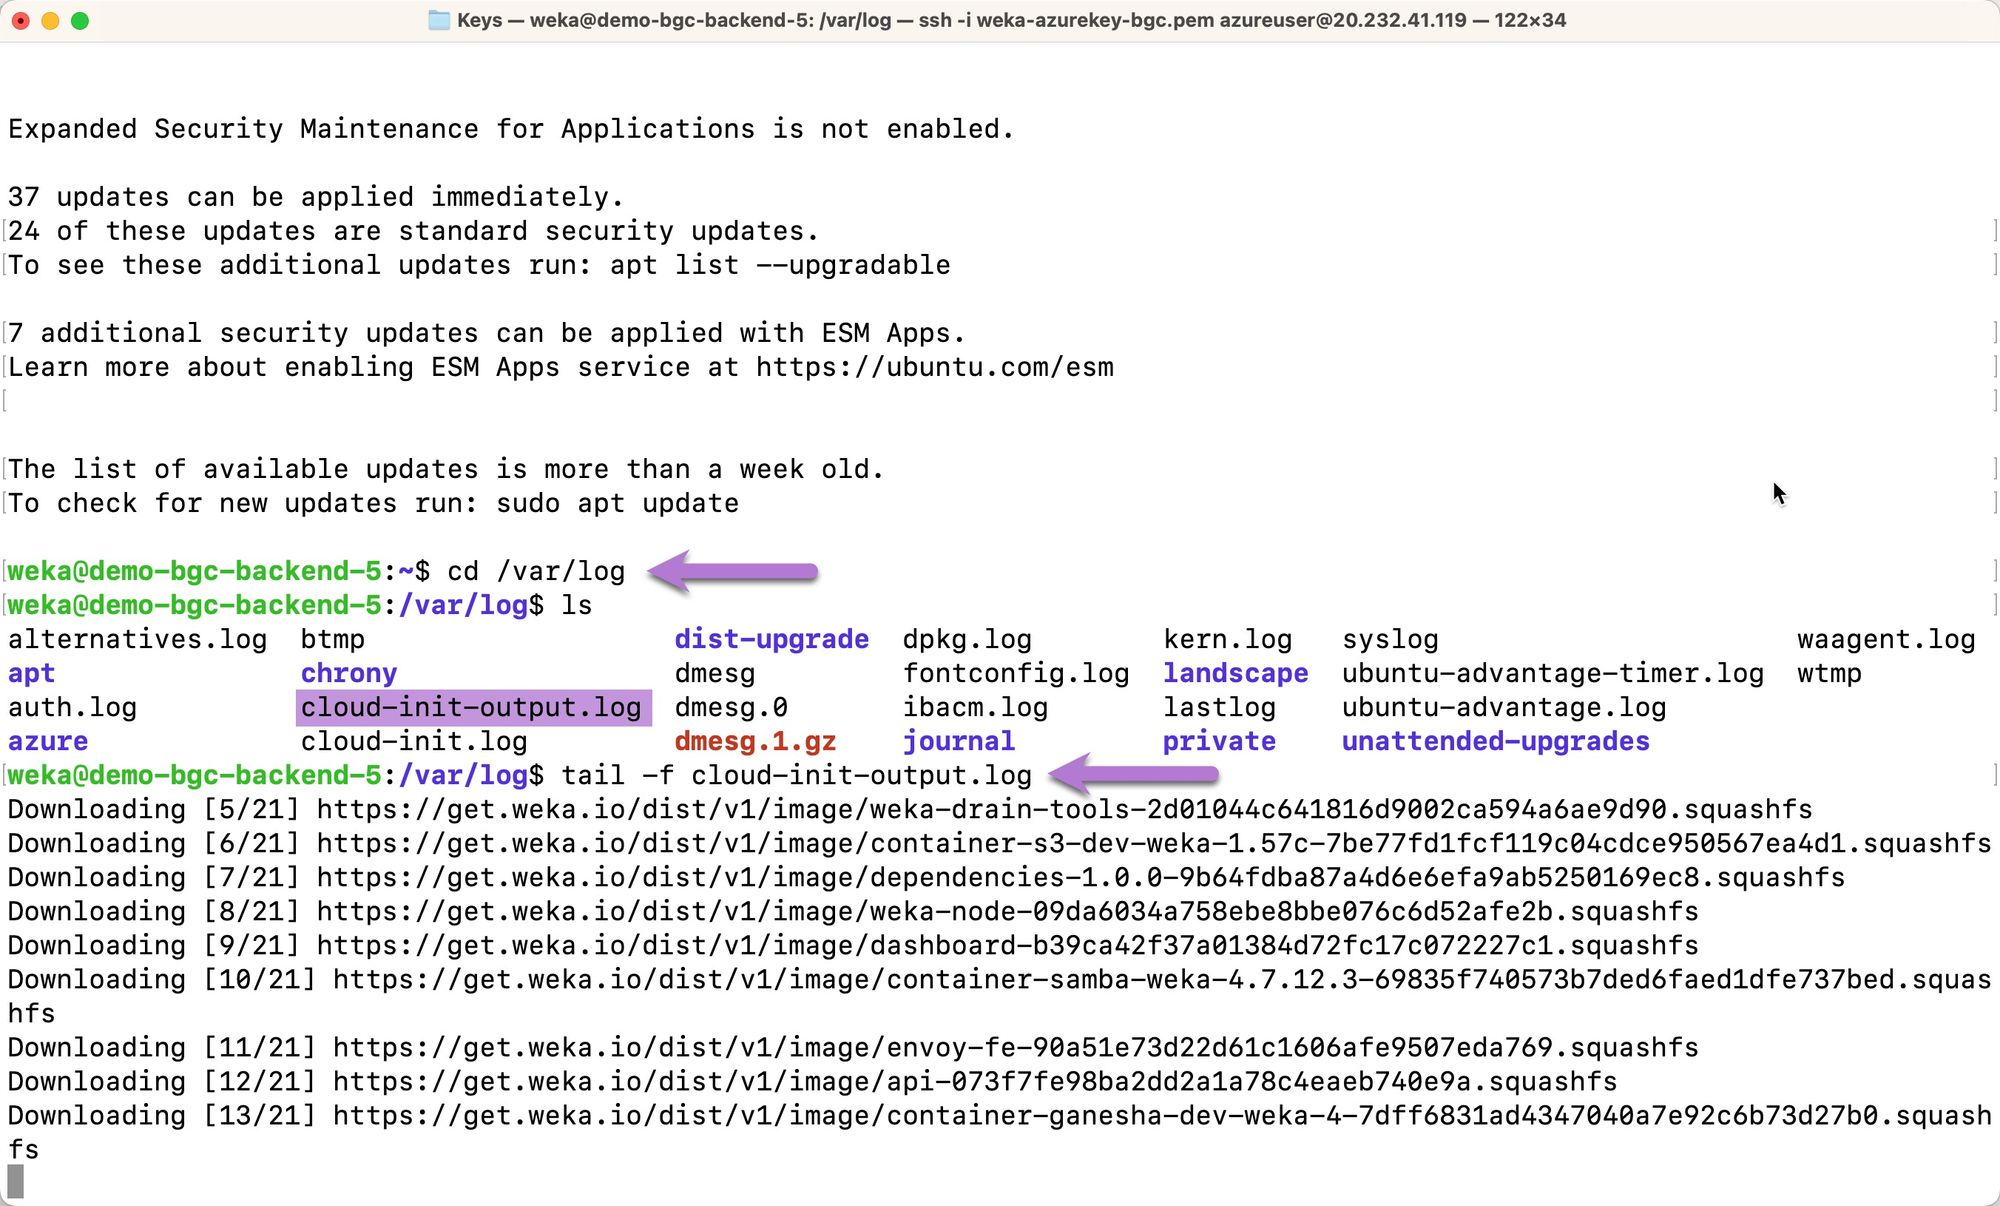 Keys — weka@demo-bgc-backend-5: /var/log — ssh -i weka-azurekey-bgc.pem azureuser@20.232.41.119 — 122×34
Expanded Security Maintenance for Applications is not enabled.
37 updates can be applied immediately.
24 of these updates are standard security updates.
To see these additional updates run: apt list --upgradable
7 additional security updates can be applied with ESM Apps.
Learn more about enabling ESM Apps service at https://ubuntu.com/esm
The list of available updates is more than a week old.
To check for new updates run: sudo apt update
weka@demo-bgc-backend-5:~$ cd /var/log
weka@demo-bgc-backend-5:/var/log$ ls
alternatives.log btmp dist-upgrade dpkg.log kern.log syslog waagent.log
apt chrony dmesg fontconfig.log landscape ubuntu-advantage-timer.log wtmp
auth.log cloud-init-output.log dmesg.0 ibacm.log lastlog ubuntu-advantage.log
azure cloud-init.log dmesg.1.gz journal private unattended-upgrades
weka@demo-bgc-backend-5:/var/log$ tail -f cloud-init-output.log
Downloading [5/21] https://get.weka.io/dist/v1/image/weka-drain-tools-2d01044c641816d9002ca594a6ae9d90.squashfs
Downloading [6/21] https://get.weka.io/dist/v1/image/container-s3-dev-weka-1.57c-7be77fd1fcf119c04cdce950567ea4d1.squashfs
Downloading [7/21] https://get.weka.io/dist/v1/image/dependencies-1.0.0-9b64fdba87a4d6e6efa9ab5250169ec8.squashfs
Downloading [8/21] https://get.weka.io/dist/v1/image/weka-node-09da6034a758ebe8bbe076c6d52afe2b.squashfs
Downloading [9/21] https://get.weka.io/dist/v1/image/dashboard-b39ca42f37a01384d72fc17c072227c1.squashfs
Downloading [10/21] https://get.weka.io/dist/v1/image/container-samba-weka-4.7.12.3-69835f740573b7ded6faed1dfe737bed.squas
hfs
Downloading [11/21] https://get.weka.io/dist/v1/image/envoy-fe-90a51e73d22d61c1606afe9507eda769.squashfs
Downloading [12/21] https://get.weka.io/dist/v1/image/api-073f7fe98ba2dd2a1a78c4eaeb740e9a.squashfs
Downloading [13/21] https://get.weka.io/dist/v1/image/container-ganesha-dev-weka-4-7dff6831ad4347040a7e92c6b73d27b0.squash
fs